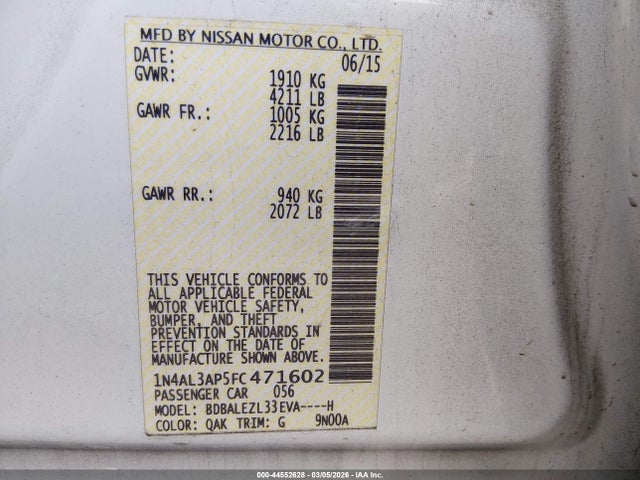 MFD BY NISSAN MOTOR CO., LTD.
DATE: 06/15
GVWR: 1910 KG
4211 LB
GAWR FR.: 1005 KG
2216 LB
GAWR RR.: 940 KG
2072 LB
THIS VEHICLE CONFORMS TO
ALL APPLICABLE FEDERAL
MOTOR VEHICLE SAFETY,
BUMPER, AND THEFT
PREVENTION STANDARDS IN
EFFECT ON THE DATE OF
MANUFACTURE SHOWN ABOVE.
1N4AL3AP5FC471602
PASSENGER CAR 056
MODEL: BDBALEZL33EVA----H
COLOR: QAK TRIM: G 9N00A
000-44552628 - 03/05/2026 - IAA Inc.